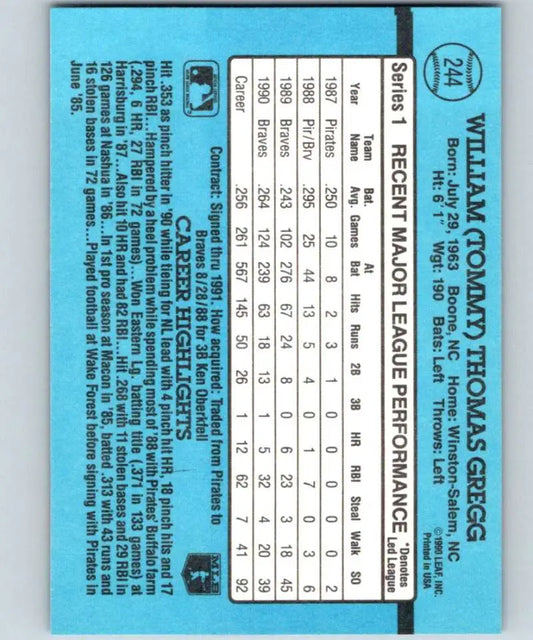 244
WILLIAM (TOMMY) THOMAS GREGG
Born: July 29, 1963 Boone, NC Home: Winston-Salem, NC
Ht: 6'1" Wgt: 190 Bats: Left Throws: Left
©1990 LEAF, INC.
Printed in USA
Series 1 RECENT MAJOR LEAGUE PERFORMANCE *Denotes
Led League
Year Team Name Bat. Avg. Games At Bat Hits Runs 2B 3B HR RBI Steal Walk SO
1987 Pirates .250 10 8 2 3 1 0 0 0 0 0 2
1988 Pir/Brv .295 25 44 13 5 4 0 1 7 0 3 6
1989 Braves .243 102 276 67 24 8 0 6 23 3 18 45
1990 Braves .264 124 239 63 18 13 1 5 32 4 20 39
Career .256 261 567 145 50 26 1 12 62 7 41 92
Contract: Signed thru 1991. How acquired: Traded from Pirates to
Braves 8/28/88 for 3B Ken Oberkfell
CAREER HIGHLIGHTS
MLB
Hit .353 as pinch hitter in '90 while tieing for NL lead with 4 pinch hit HR, 18 pinch hits and 17
pinch RBI...Hampered by a heel problem while spending most of '88 with Pirates' Buffalo farm
(.294, 6 HR, 27 RBI in 72 games)...Won Eastern Lg. batting title (.371 in 133 games) at
Harrisburg in '87...Also hit 10 HR and had 82 RBI...Hit .268 with 11 stolen bases and 29 RBI in
126 games at Nashua in '86...In 1st pro season at Macon in '85, batted .313 with 43 runs and
16 stolen bases in 72 games...Played football at Wake Forest before signing with Pirates in
June '85.